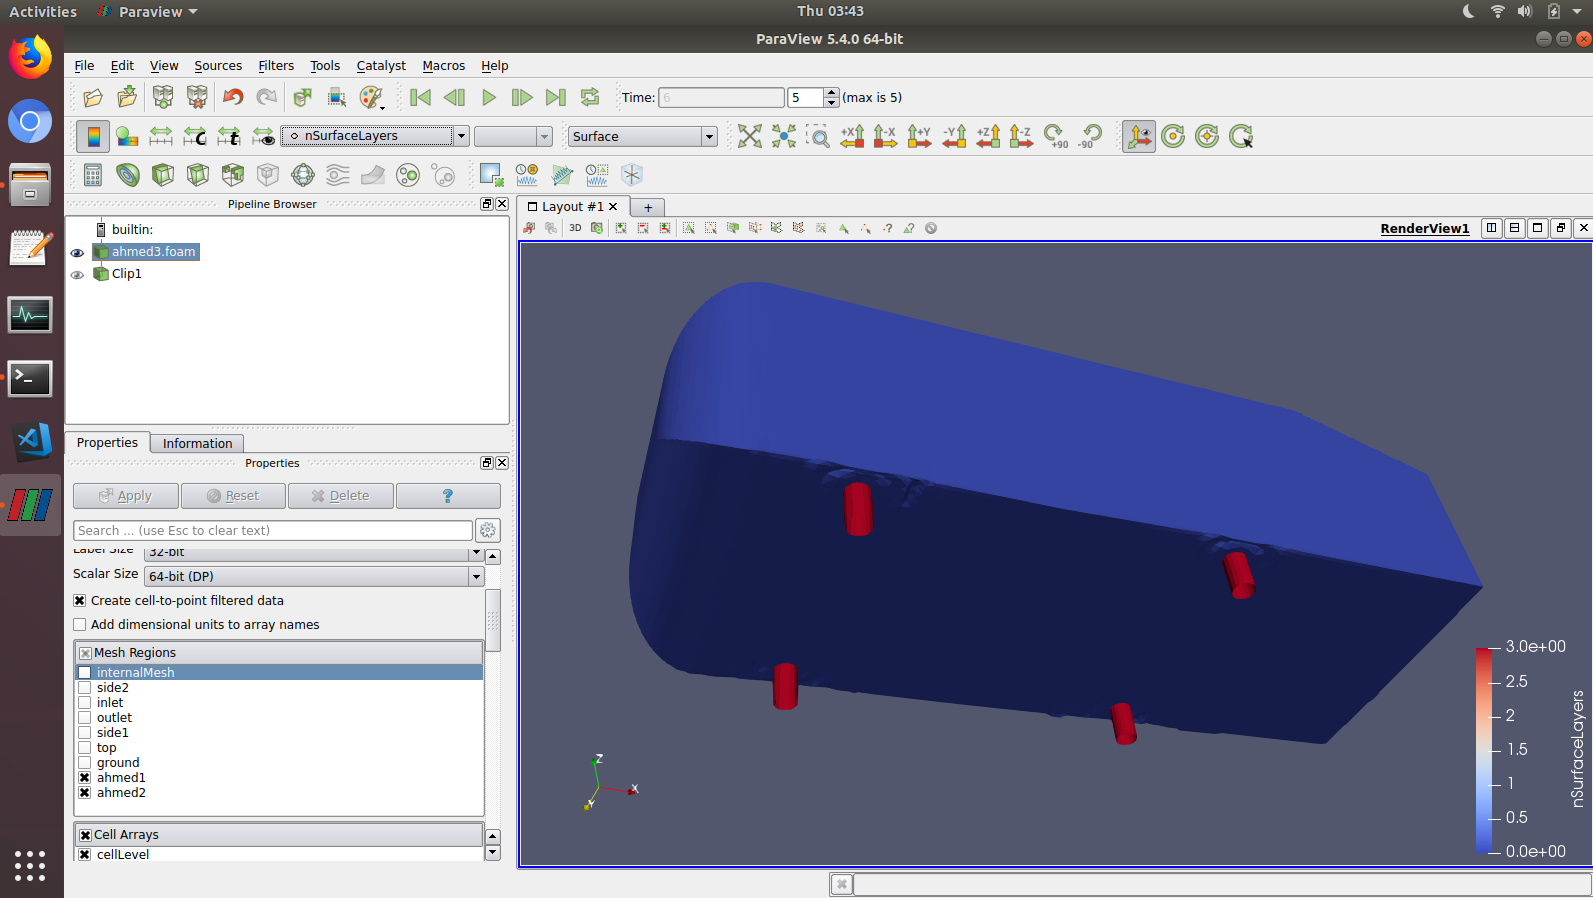 Activities Paraview Thu 03:43
ParaView 5.4.0 64-bit
File Edit View Sources Filters Tools Catalyst Macros Help
Time: 6 5 (max is 5)
nSurfaceLayers Surface +X -X +Y -Y +Z -Z +90 -90
Pipeline Browser
Layout #1
builtin:
3D RenderView1
ahmed3.foam
Clip1
Properties Information
Properties
Apply Reset Delete ?
Search ... (use Esc to clear text)
Label Size 32-bit
Scalar Size 64-bit (DP)
Create cell-to-point filtered data
Add dimensional units to array names
Mesh Regions
internalMesh
side2
inlet
outlet
side1
top
ground
ahmed1
ahmed2
Cell Arrays
cellLevel
Z
X
Y
3.0e+00
2.5
2
1.5
1
0.5
0.0e+00
nSurfaceLayers